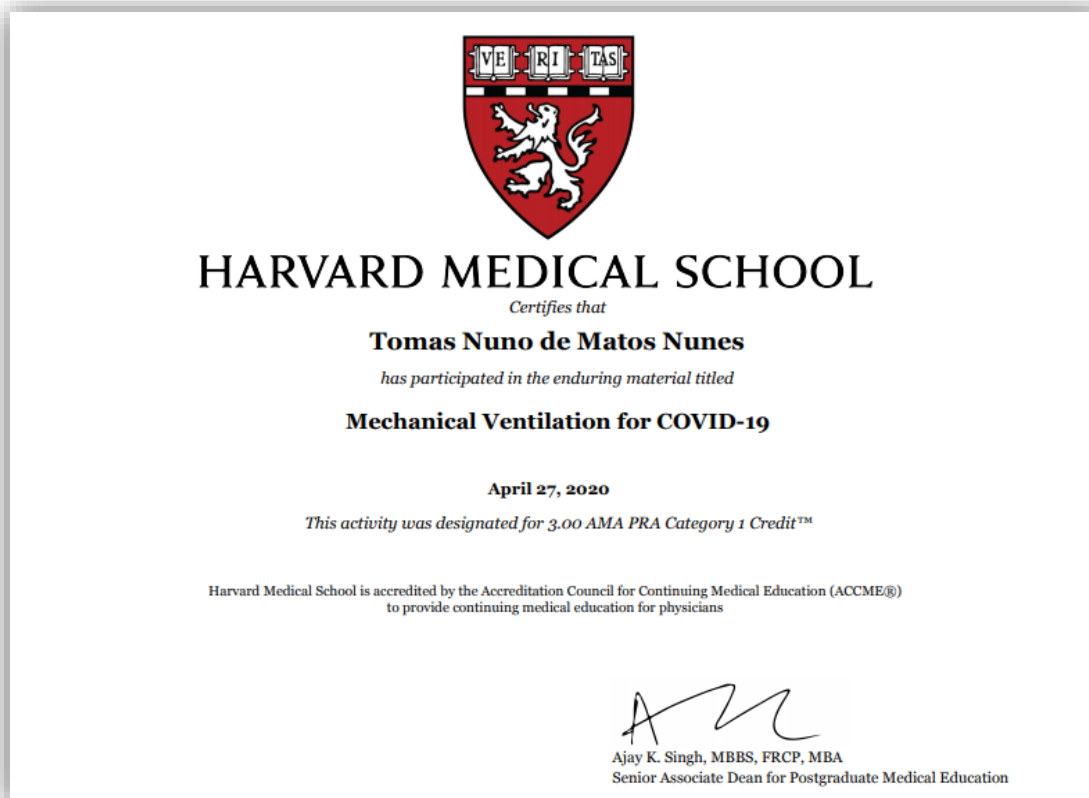 VE RI TAS
HARVARD MEDICAL SCHOOL
Certifies that
Tomas Nuno de Matos Nunes
has participated in the enduring material titled
Mechanical Ventilation for COVID-19
April 27, 2020
This activity was designated for 3.00 AMA PRA Category 1 Credit™
Harvard Medical School is accredited by the Accreditation Council for Continuing Medical Education (ACCME®)
to provide continuing medical education for physicians
Ajay K. Singh, MBBS, FRCP, MBA
Senior Associate Dean for Postgraduate Medical Education